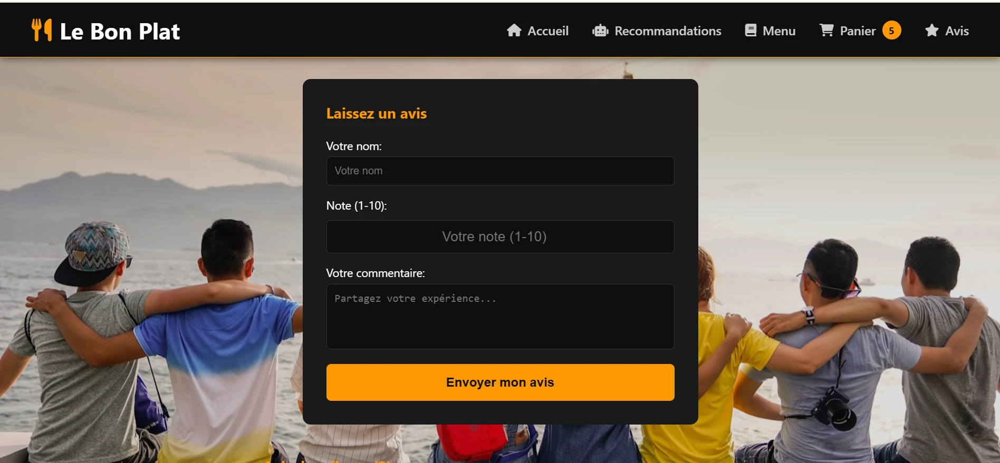 Le Bon Plat
Accueil
Recommandations
Menu
Panier 5
Avis
Laissez un avis
Votre nom:
Votre nom
Note (1-10):
Votre note (1-10)
Votre commentaire:
Partagez votre expérience...
Envoyer mon avis